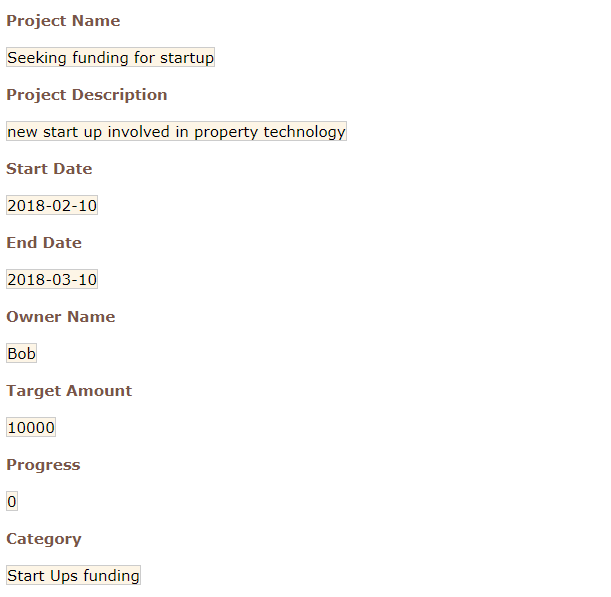 Project Name
Seeking funding for startup
Project Description
new start up involved in property technology
Start Date
2018-02-10
End Date
2018-03-10
Owner Name
Bob
Target Amount
10000
Progress
0
Category
Start Ups funding